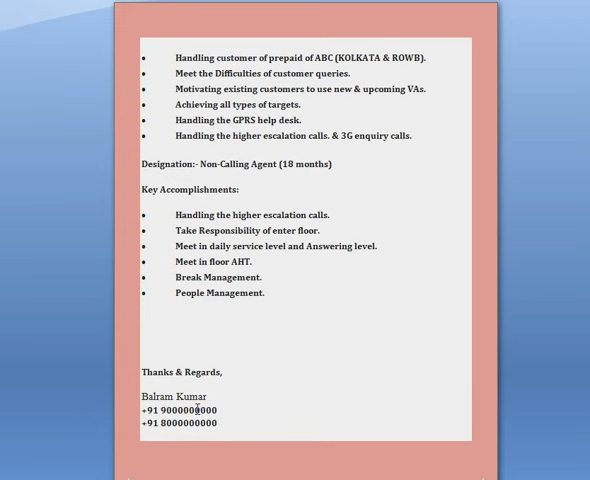 • Handling customer of prepaid of ABC (KOLKATA & ROWB).
• Meet the Difficulties of customer queries.
• Motivating existing customers to use new & upcoming VAs.
• Achieving all types of targets.
• Handling the GPRS help desk.
• Handling the higher escalation calls. & 3G enquiry calls.
Designation:- Non-Calling Agent (18 months)
Key Accomplishments:
• Handling the higher escalation calls.
• Take Responsibility of enter floor.
• Meet in daily service level and Answering level.
• Meet in floor AHT.
• Break Management.
• People Management.
Thanks & Regards,
Balram Kumar
+91 9000000000
+91 8000000000